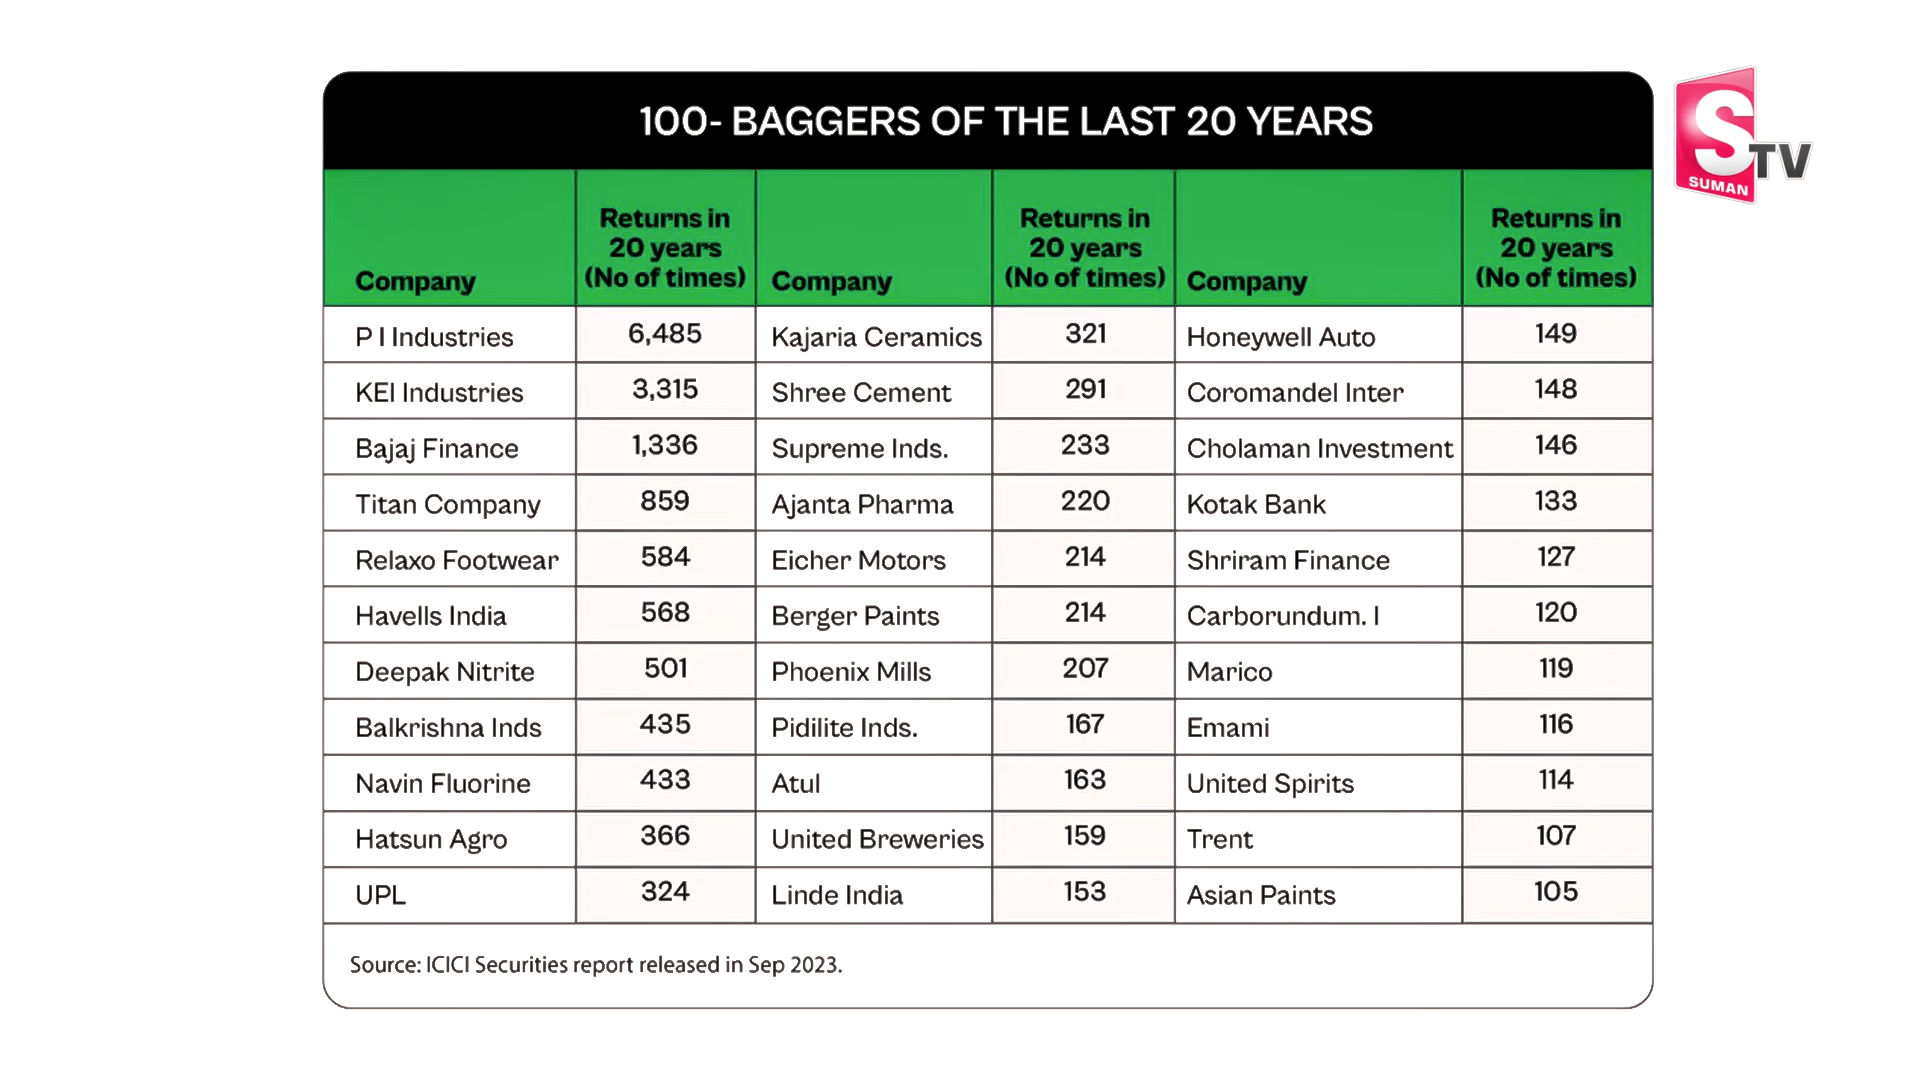 100- BAGGERS OF THE LAST 20 YEARS
S TV
SUMAN
Company Returns in 20 years (No of times) Company Returns in 20 years (No of times) Company Returns in 20 years (No of times)
P I Industries 6,485 Kajaria Ceramics 321 Honeywell Auto 149
KEI Industries 3,315 Shree Cement 291 Coromandel Inter 148
Bajaj Finance 1,336 Supreme Inds. 233 Cholaman Investment 146
Titan Company 859 Ajanta Pharma 220 Kotak Bank 133
Relaxo Footwear 584 Eicher Motors 214 Shriram Finance 127
Havells India 568 Berger Paints 214 Carborundum. I 120
Deepak Nitrite 501 Phoenix Mills 207 Marico 119
Balkrishna Inds 435 Pidilite Inds. 167 Emami 116
Navin Fluorine 433 Atul 163 United Spirits 114
Hatsun Agro 366 United Breweries 159 Trent 107
UPL 324 Linde India 153 Asian Paints 105
Source: ICICI Securities report released in Sep 2023.